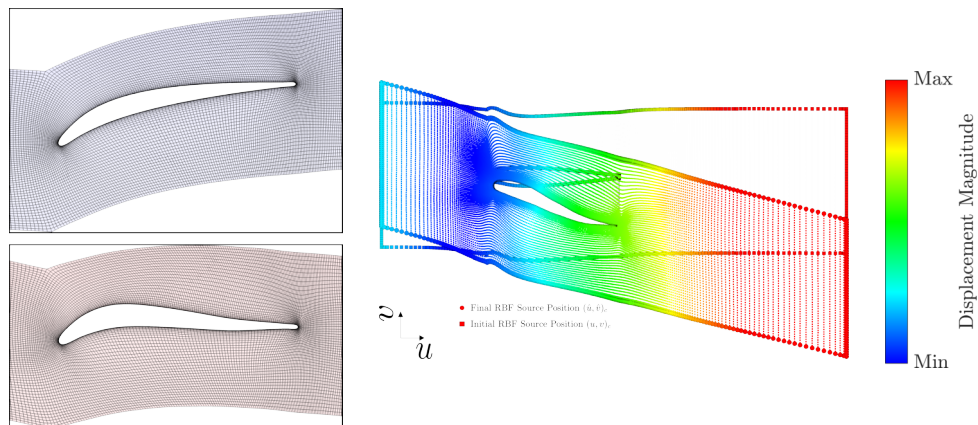 Max
Displacement Magnitude
Min
v
u
Final RBF Source Position (û, v̂)ᵢ
Initial RBF Source Position (u, v)ᵢ